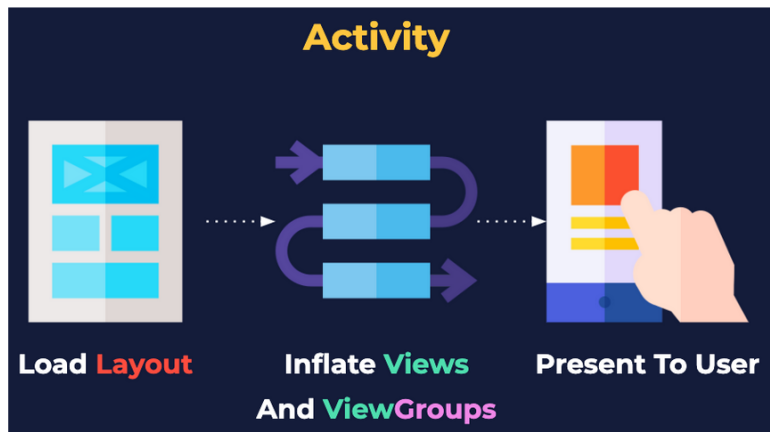 Activity
Load Layout
Inflate Views
And ViewGroups
Present To User